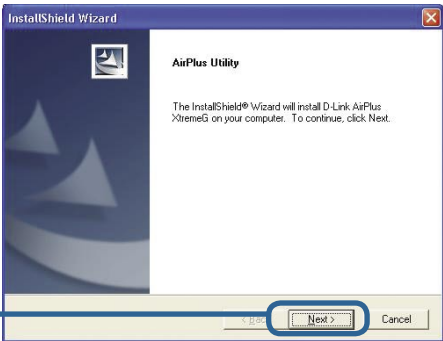 InstallShield Wizard
AirPlus Utility
The InstallShield® Wizard will install D-Link AirPlus
XtremeG on your computer. To continue, click Next.
Next > Cancel